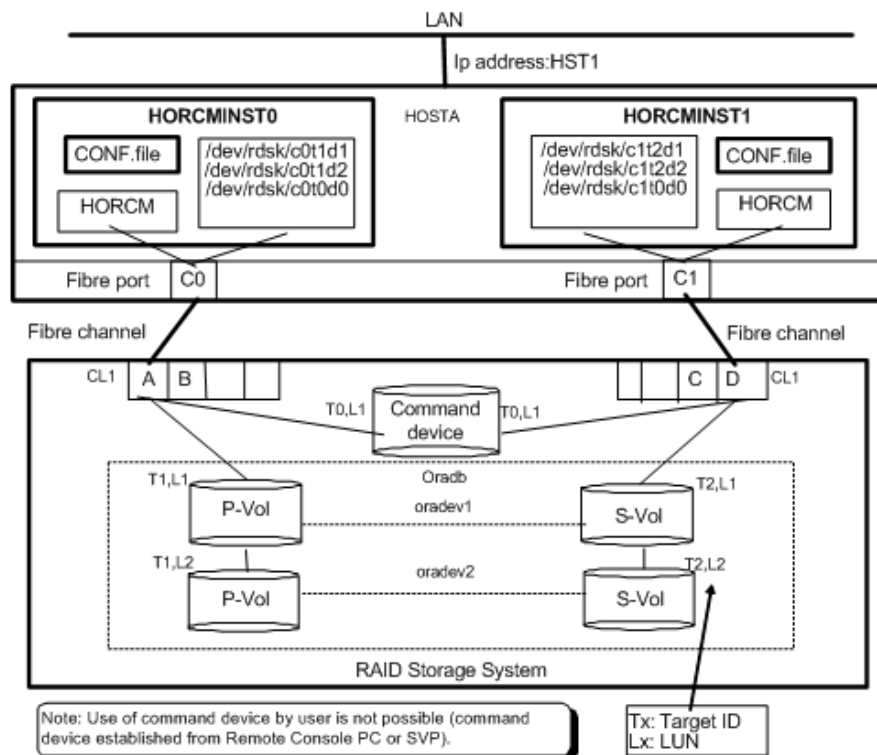 LAN
Ip address:HST1
HORCMINST0
HOSTA
HORCMINST1
CONF.file
/dev/rdsk/c0t1d1
/dev/rdsk/c0t1d2
/dev/rdsk/c0t0d0
HORCM
/dev/rdsk/c1t2d1
/dev/rdsk/c1t2d2
/dev/rdsk/c1t0d0
CONF.file
HORCM
Fibre port
C0
Fibre port
C1
Fibre channel
Fibre channel
CL1
A
B
C
D
CL1
T0,L1
Command
device
T0,L1
Oradb
T1,L1
P-Vol
oradev1
T2,L1
S-Vol
T1,L2
P-Vol
oradev2
T2,L2
S-Vol
RAID Storage System
Note: Use of command device by user is not possible (command
device established from Remote Console PC or SVP).
Tx: Target ID
Lx: LUN